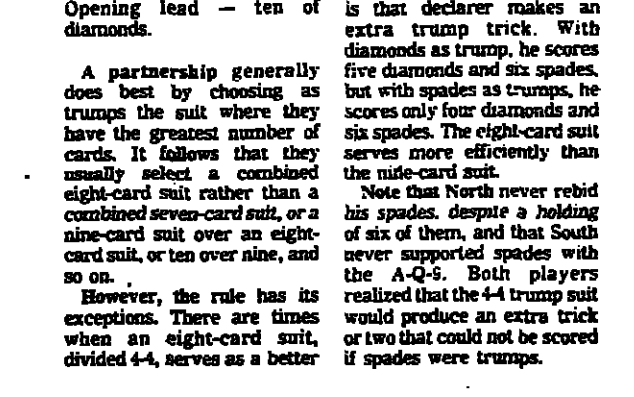 Opening lead — ten of
diamonds.
A partnership generally
does best by choosing as
trumps the suit where they
have the greatest number of
cards. It follows that they
usually select a combined
eight-card suit rather than a
combined seven-card suit, or a
nine-card suit over an eight-
card suit, or ten over nine, and
so on.
However, the rule has its
exceptions. There are times
when an eight-card suit,
divided 4-4, serves as a better
is that declarer makes an
extra trump trick. With
diamonds as trump, he scores
five diamonds and six spades,
but with spades as trumps, he
scores only four diamonds and
six spades. The eight-card suit
serves more efficiently than
the nine-card suit.
Note that North never rebid
his spades, despite a holding
of six of them, and that South
never supported spades with
the A-Q-9. Both players
realized that the 4-4 trump suit
would produce an extra trick
or two that could not be scored
if spades were trumps.